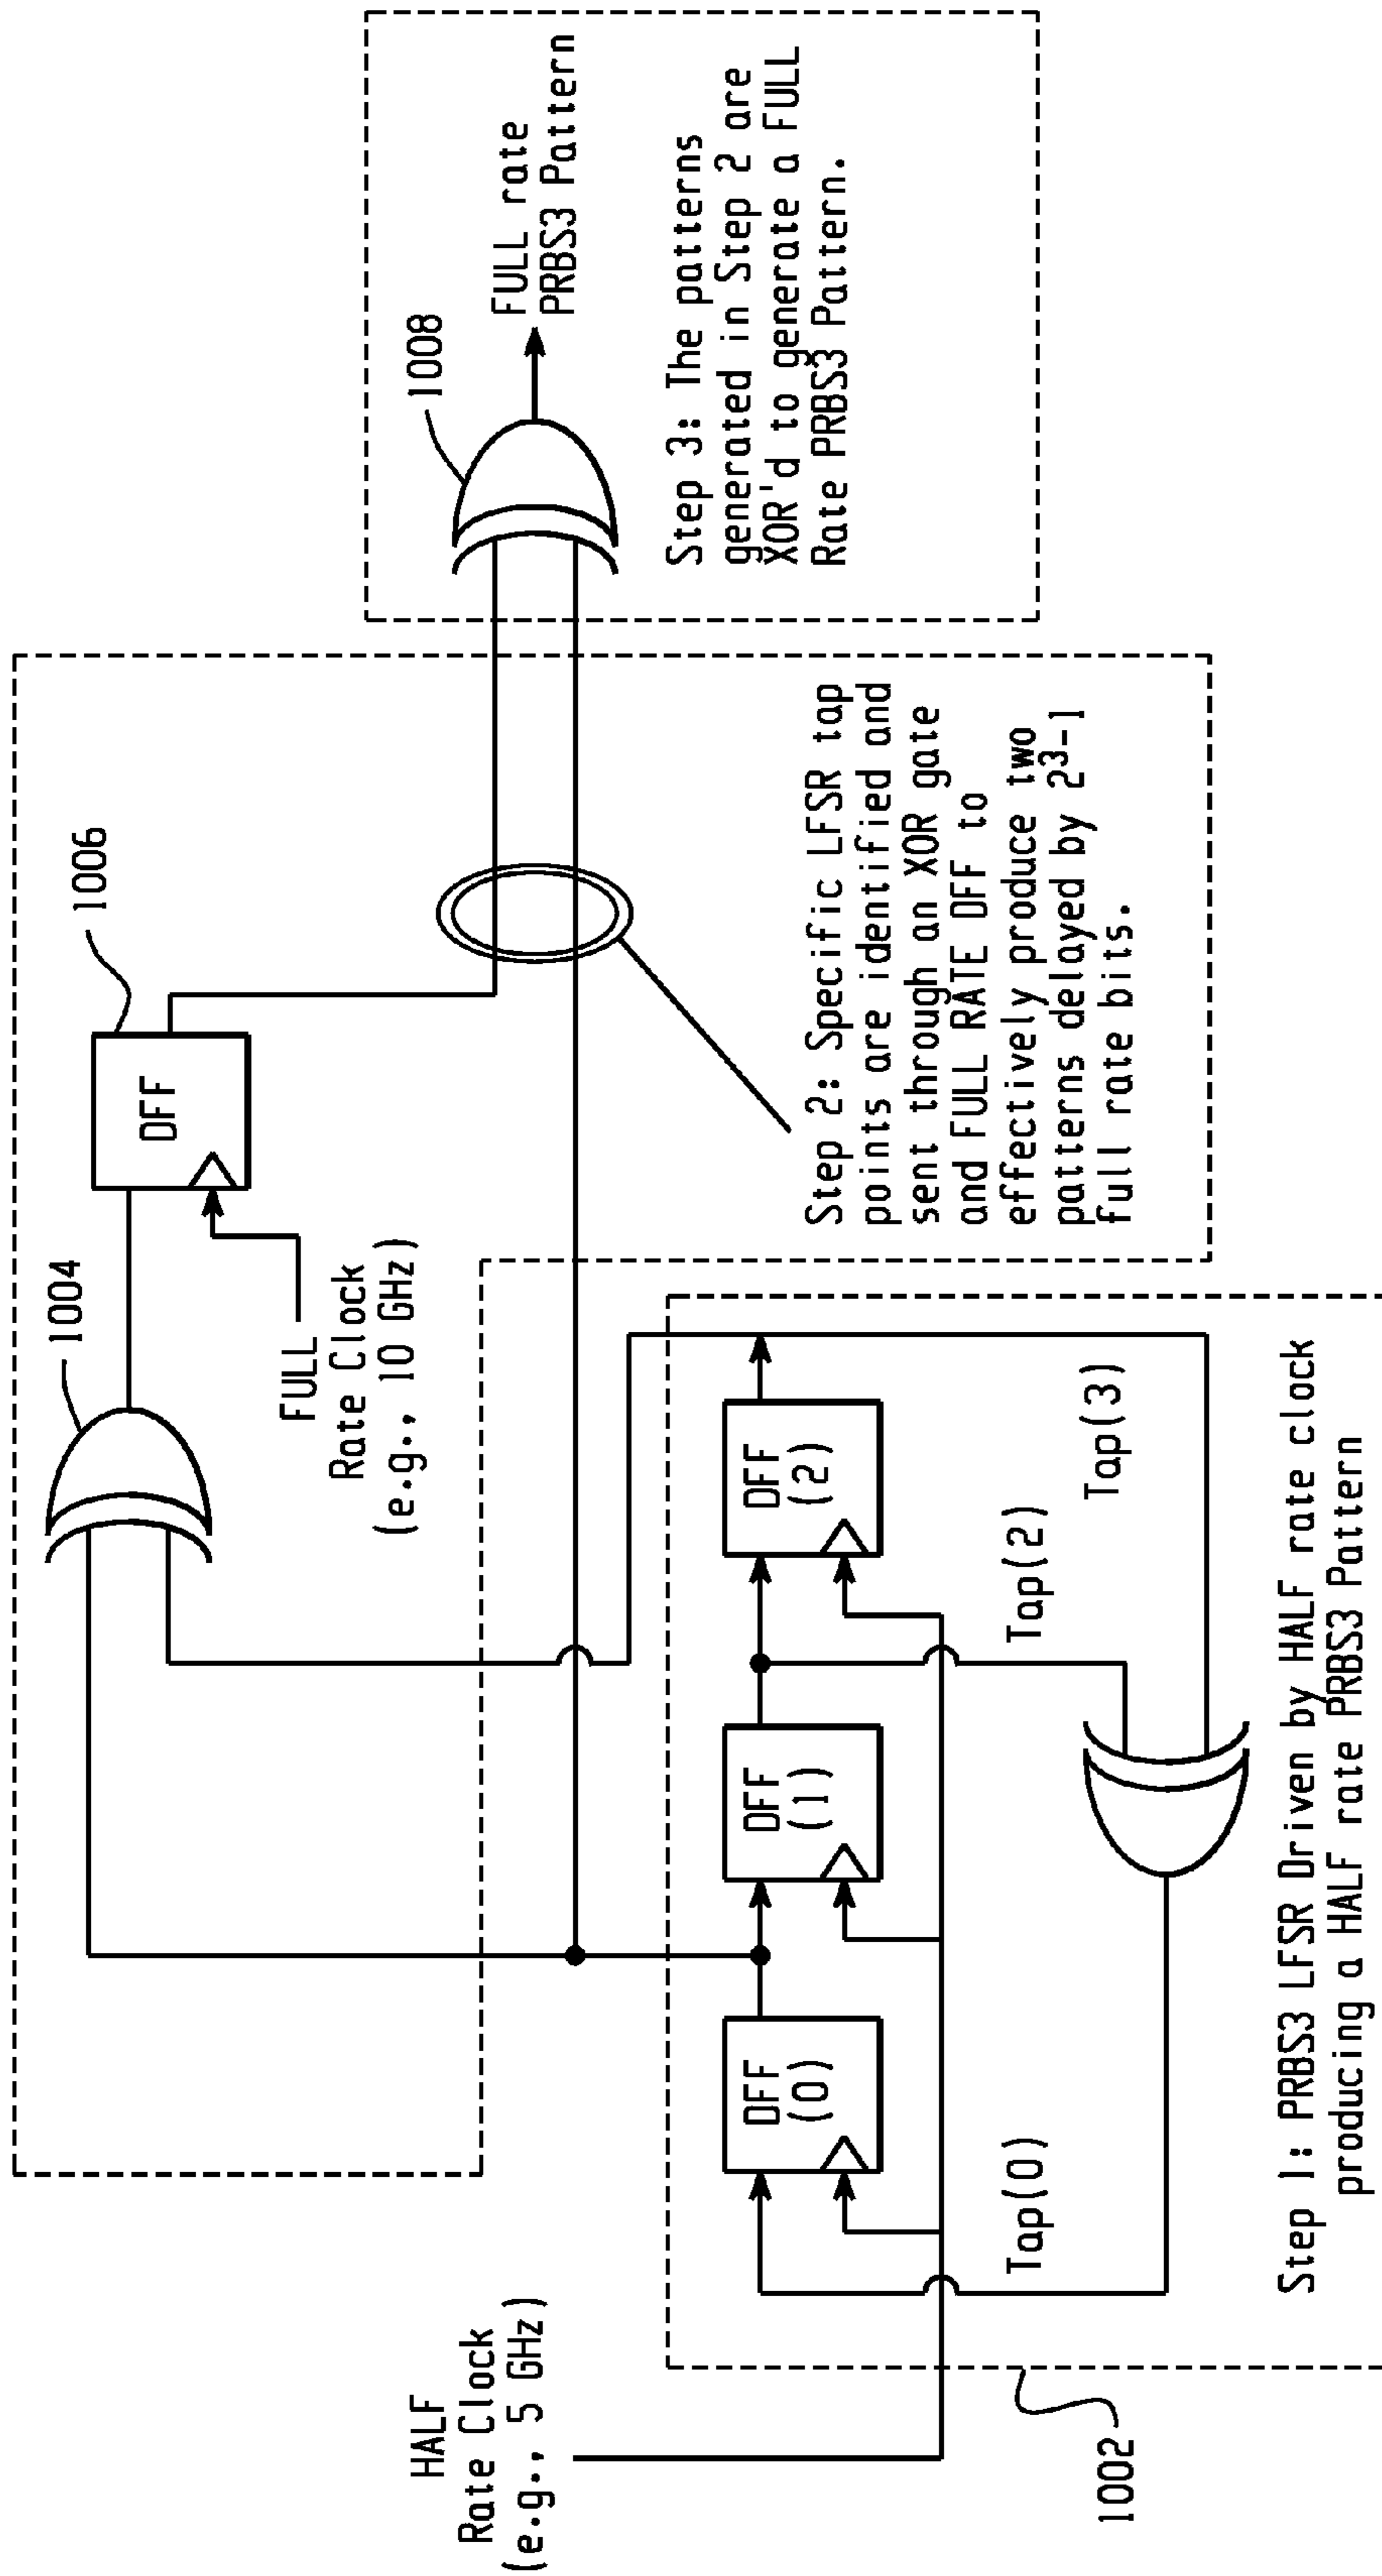 HALF
Rate Clock
(e.g., 5 GHz)
1002
DFF
(0)
DFF
(1)
DFF
(2)
Tap(0)
Tap(2)
Tap(3)
Step 1: PRBS3 LFSR Driven by HALF rate clock
producing a HALF rate PRBS3 Pattern
1004
FULL
Rate Clock
(e.g., 10 GHz)
DFF
1006
Step 2: Specific LFSR tap
points are identified and
sent through an XOR gate
and FULL RATE DFF to
effectively produce two
patterns delayed by 2³-1
full rate bits.
1008
FULL rate
PRBS3 Pattern
Step 3: The patterns
generated in Step 2 are
XOR'd to generate a FULL
Rate PRBS3 Pattern.